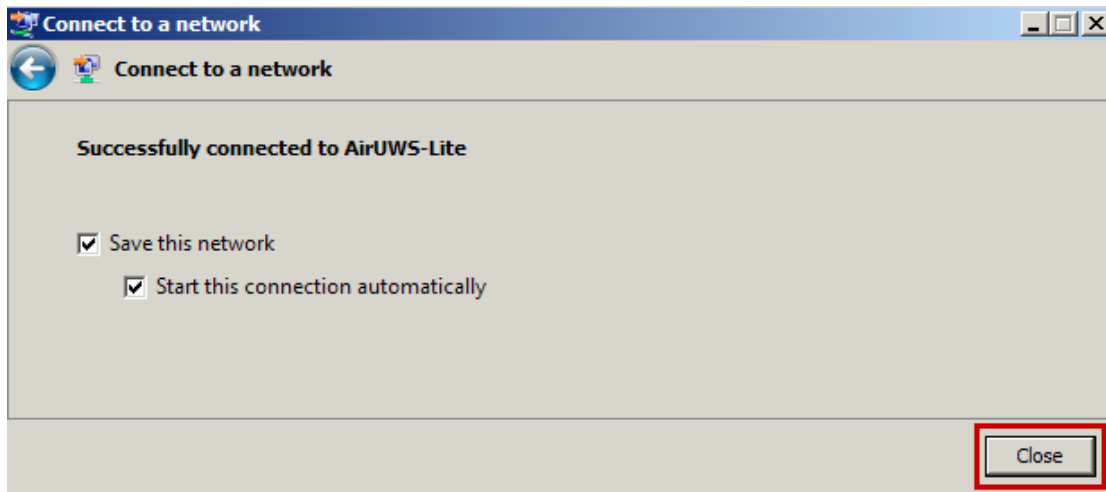 Connect to a network
Connect to a network
Successfully connected to AirUWS-Lite
Save this network
Start this connection automatically
Close